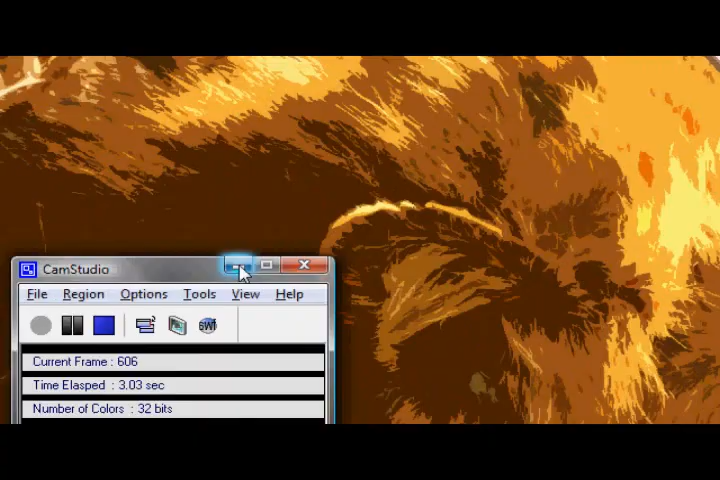 CamStudio
File Region Options Tools View Help
SWF
Current Frame : 606
Time Elasped : 3.03 sec
Number of Colors : 32 bits